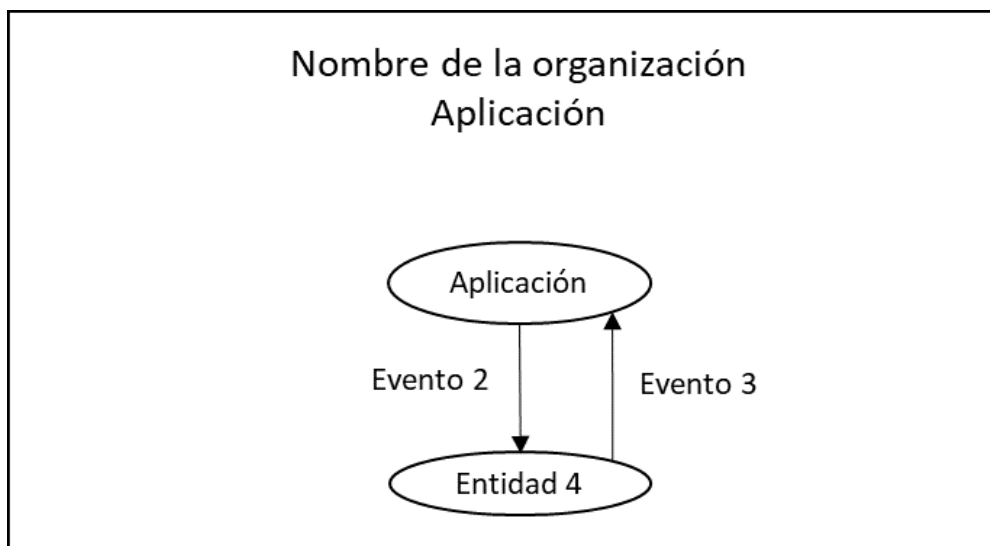 Nombre de la organización
Aplicación
Aplicación
Evento 2
Evento 3
Entidad 4